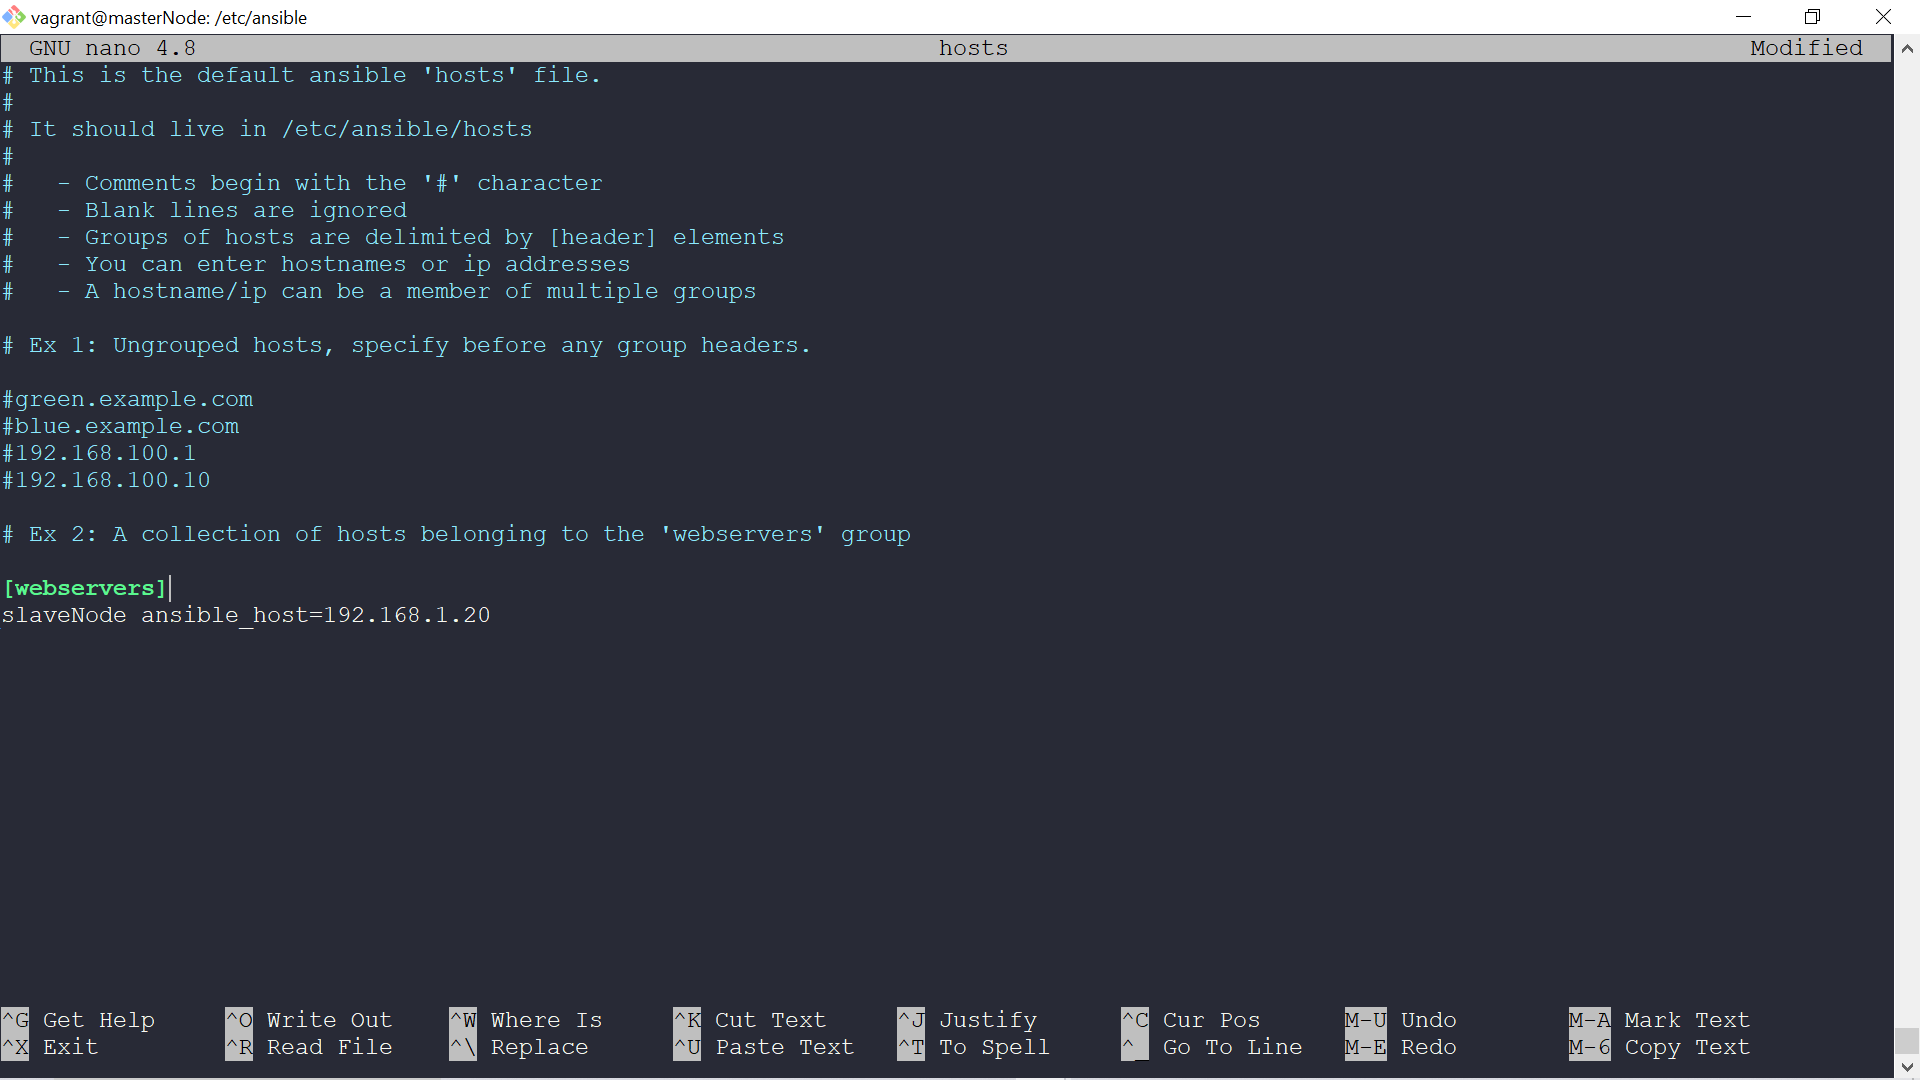 vagrant@masterNode: /etc/ansible
GNU nano 4.8 hosts Modified
# This is the default ansible 'hosts' file.
#
# It should live in /etc/ansible/hosts
#
#   - Comments begin with the '#' character
#   - Blank lines are ignored
#   - Groups of hosts are delimited by [header] elements
#   - You can enter hostnames or ip addresses
#   - A hostname/ip can be a member of multiple groups
# Ex 1: Ungrouped hosts, specify before any group headers.
#green.example.com
#blue.example.com
#192.168.100.1
#192.168.100.10
# Ex 2: A collection of hosts belonging to the 'webservers' group
[webservers]
slaveNode ansible_host=192.168.1.20
^G Get Help ^O Write Out ^W Where Is ^K Cut Text ^J Justify ^C Cur Pos M-U Undo M-A Mark Text
^X Exit ^R Read File ^\ Replace ^U Paste Text ^T To Spell ^_ Go To Line M-E Redo M-6 Copy Text